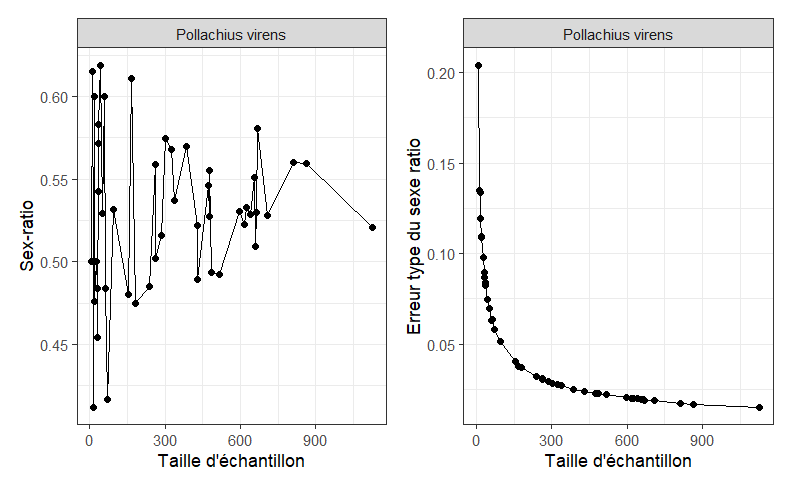 Pollachius virens
Pollachius virens
Sex-ratio
0.60
0.55
0.50
0.45
0 300 600 900
Taille d'échantillon
Erreur type du sexe ratio
0.20
0.15
0.10
0.05
0 300 600 900
Taille d'échantillon